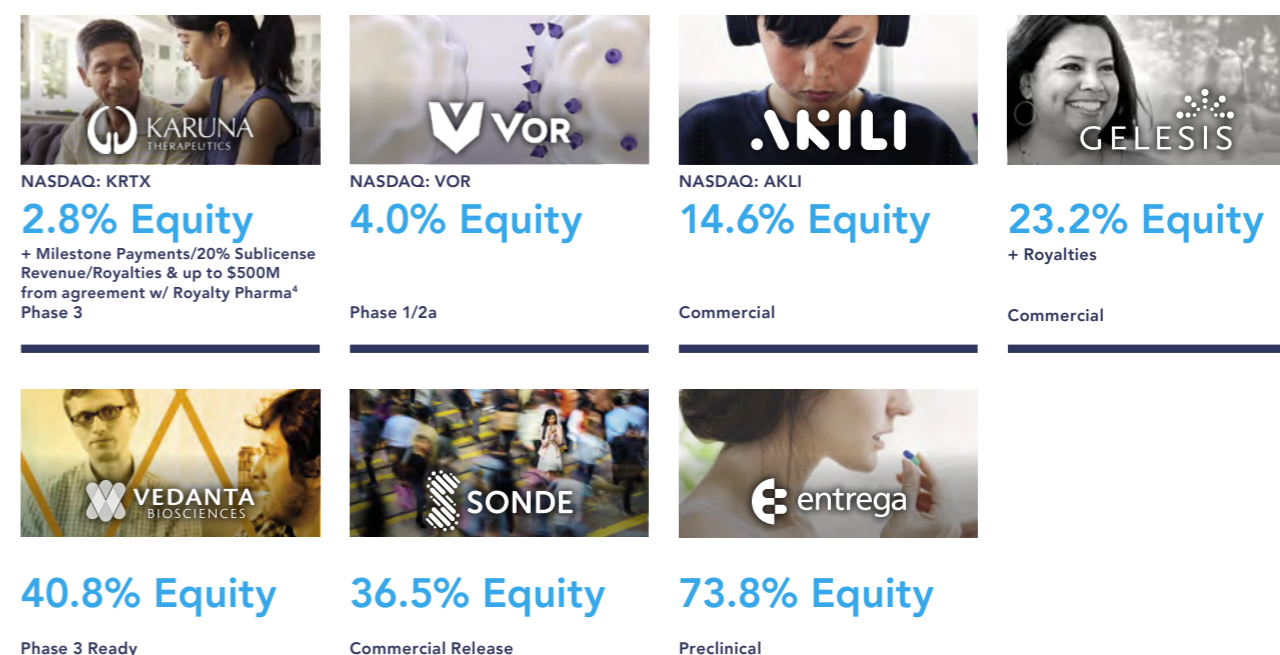 KARUNA
THERAPEUTICS
NASDAQ: KRTX
2.8% Equity
+ Milestone Payments/20% Sublicense
Revenue/Royalties & up to $500M
from agreement w/ Royalty Pharma⁴
Phase 3
VOR
NASDAQ: VOR
4.0% Equity
Phase 1/2a
AKILI
NASDAQ: AKLI
14.6% Equity
Commercial
GELESIS
23.2% Equity
+ Royalties
Commercial
VEDANTA
BIOSCIENCES
40.8% Equity
Phase 3 Ready
SONDE
36.5% Equity
Commercial Release
entrega
73.8% Equity
Preclinical